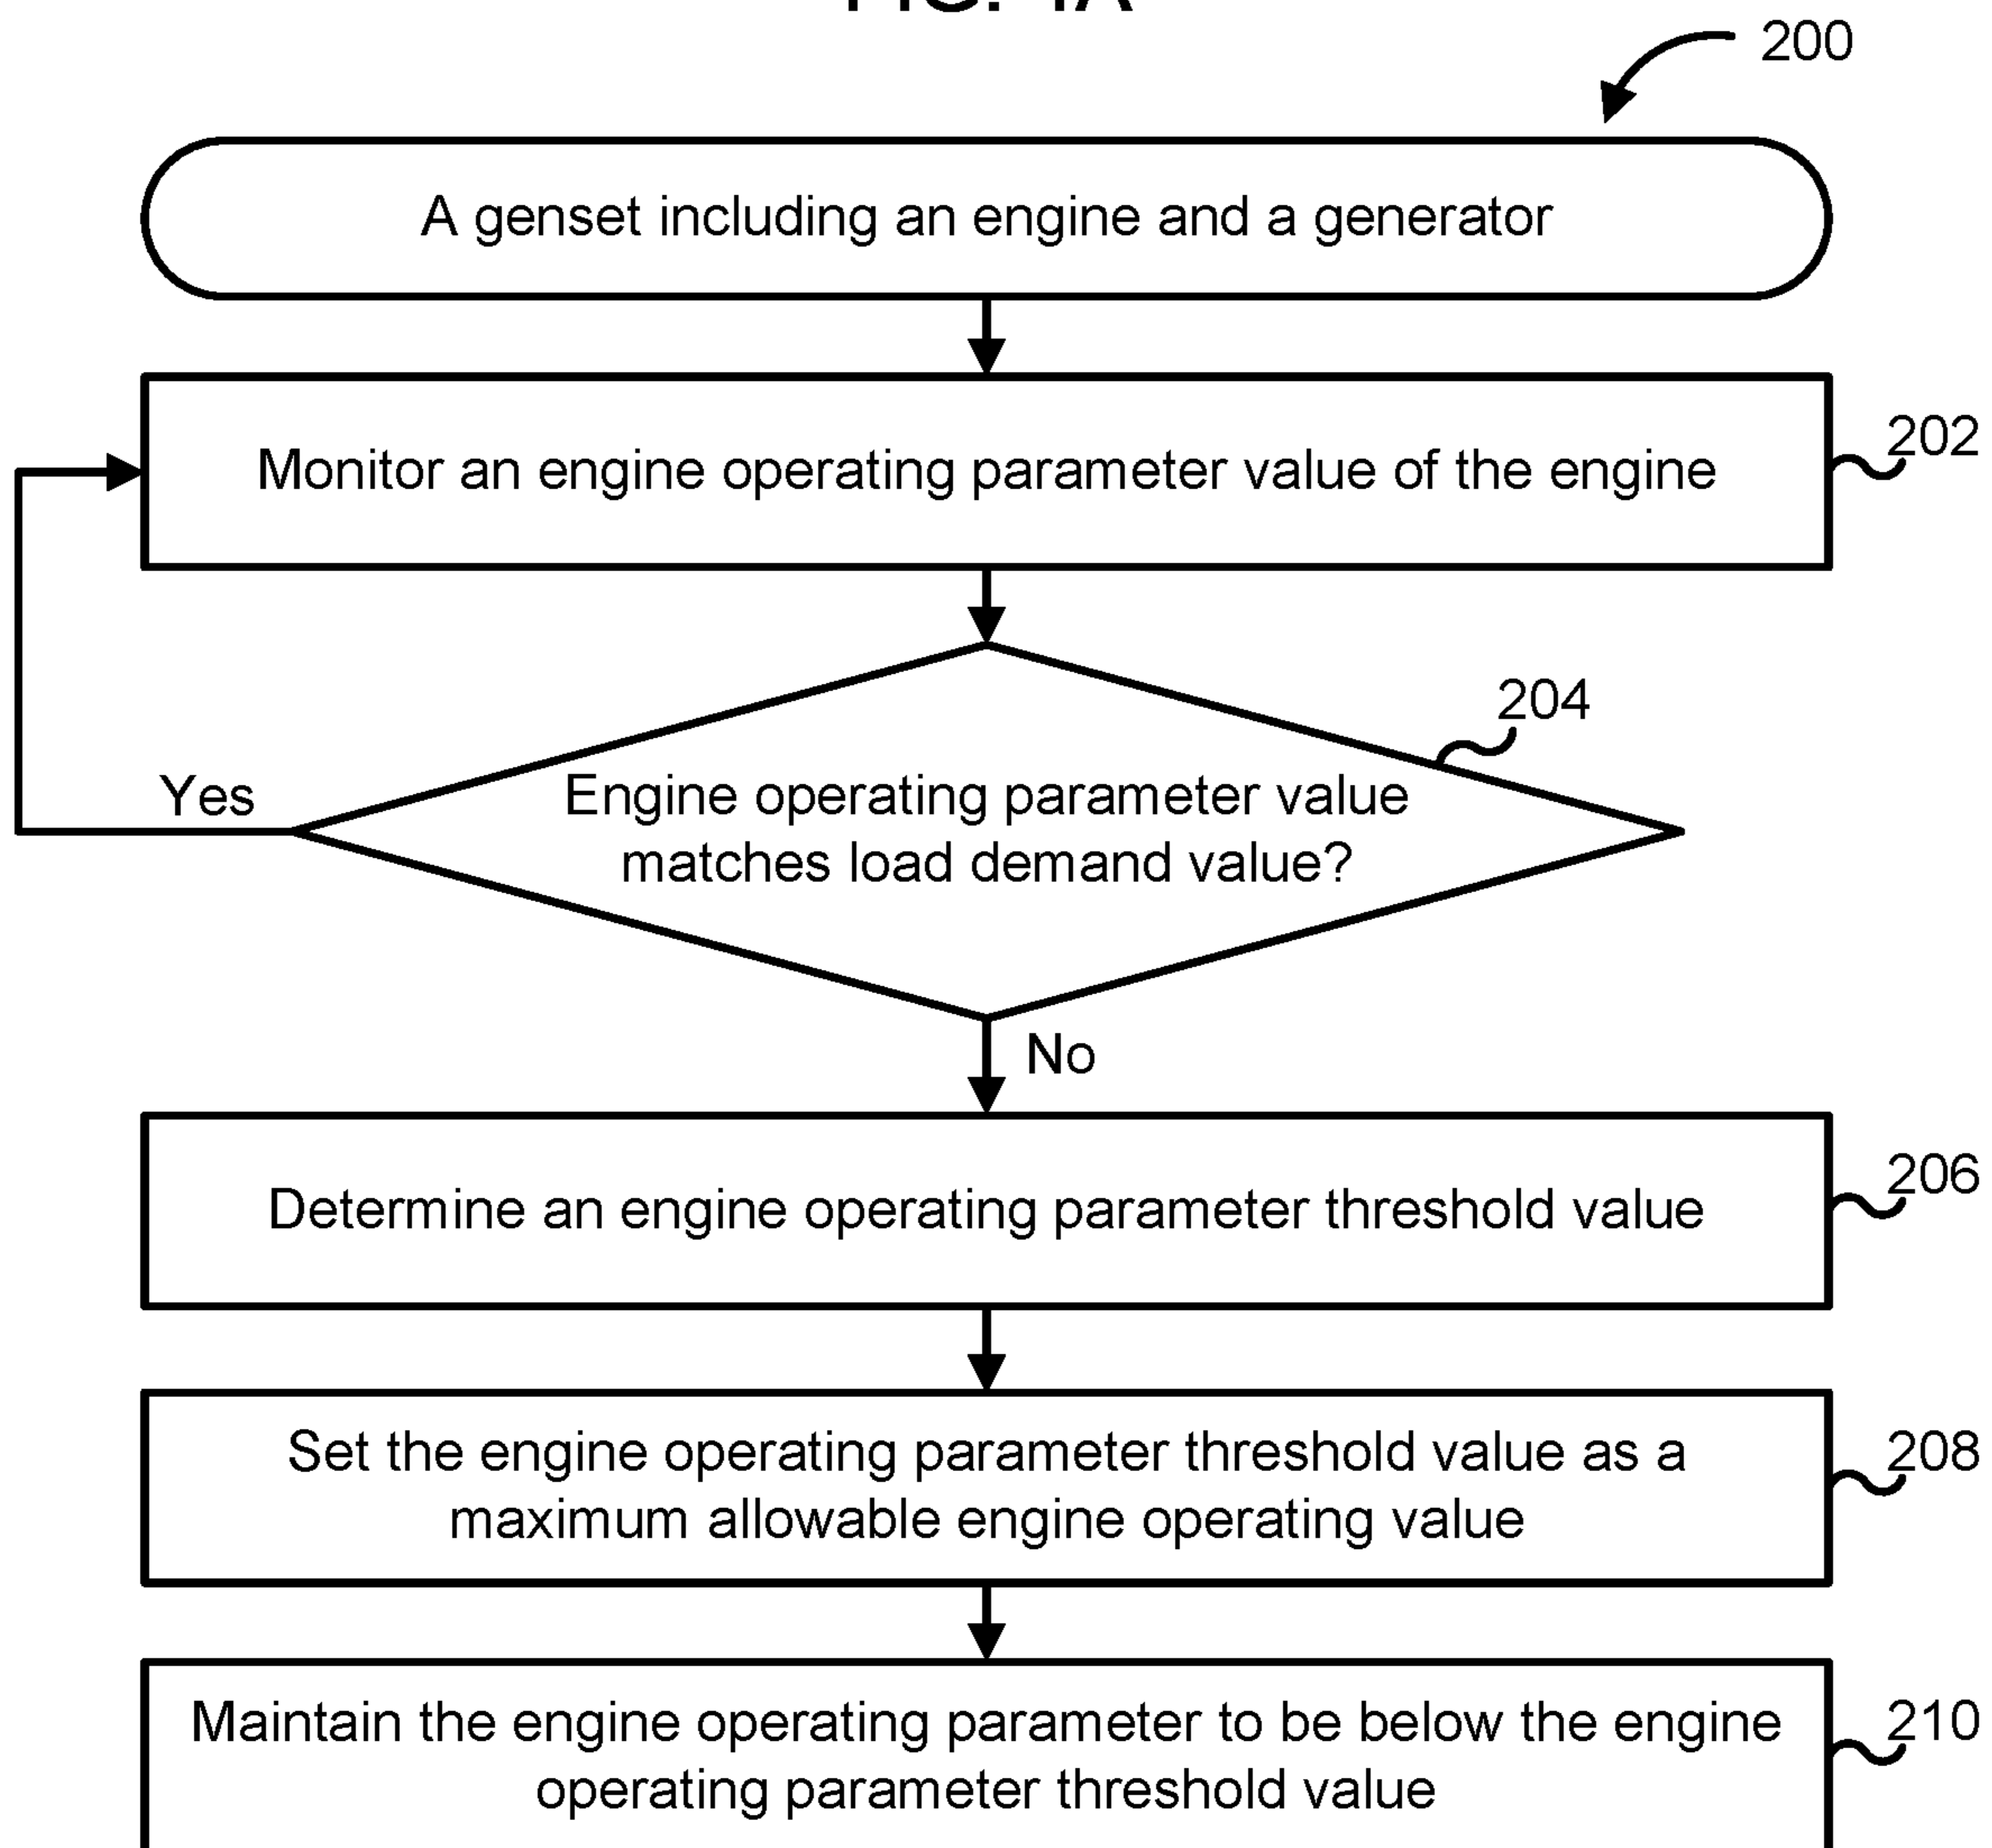 200
A genset including an engine and a generator
Monitor an engine operating parameter value of the engine
202
204
Engine operating parameter value
matches load demand value?
Yes
No
Determine an engine operating parameter threshold value
206
Set the engine operating parameter threshold value as a
maximum allowable engine operating value
208
Maintain the engine operating parameter to be below the engine
operating parameter threshold value
210